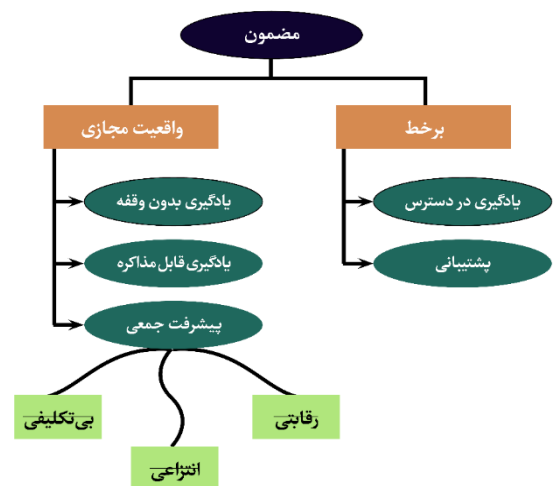 مضمون
برخط
واقعیت مجازی
یادگیری در دسترس
پشتیبانی
یادگیری بدون وقفه
یادگیری قابل مذاکره
پیشرفت جمعی
رقابتی
انتزاعی
بی‌تکلیفی